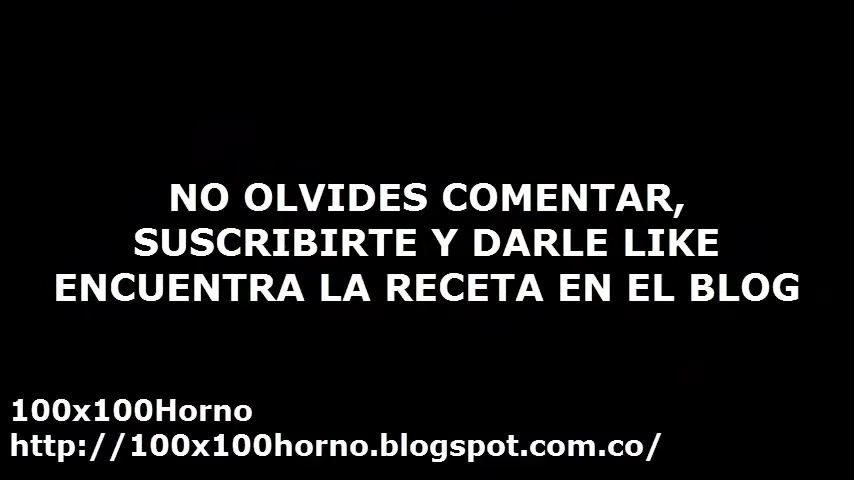 NO OLVIDES COMENTAR,
SUSCRIBIRTE Y DARLE LIKE
ENCUENTRA LA RECETA EN EL BLOG
100x100Horno
http://100x100horno.blogspot.com.co/